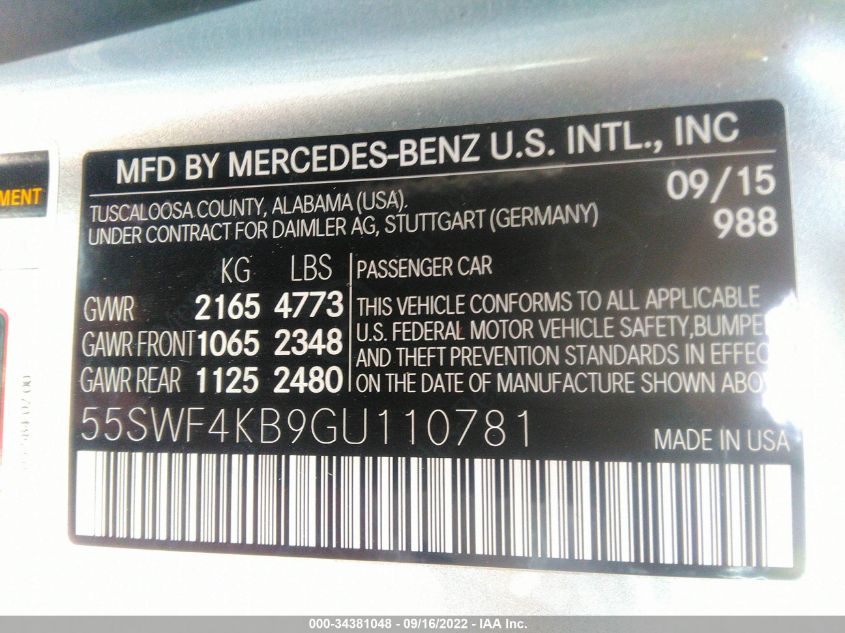 MENT
MFD BY MERCEDES-BENZ U.S. INTL., INC
TUSCALOOSA COUNTY, ALABAMA (USA).
UNDER CONTRACT FOR DAIMLER AG, STUTTGART (GERMANY)
09/15
988
KG LBS
GVWR 2165 4773
GAWR FRONT 1065 2348
GAWR REAR 1125 2480
PASSENGER CAR
THIS VEHICLE CONFORMS TO ALL APPLICABLE
U.S. FEDERAL MOTOR VEHICLE SAFETY,BUMPE
AND THEFT PREVENTION STANDARDS IN EFFEC
ON THE DATE OF MANUFACTURE SHOWN ABO
55SWF4KB9GU110781
MADE IN USA
000-34381048 - 09/16/2022 - IAA Inc.